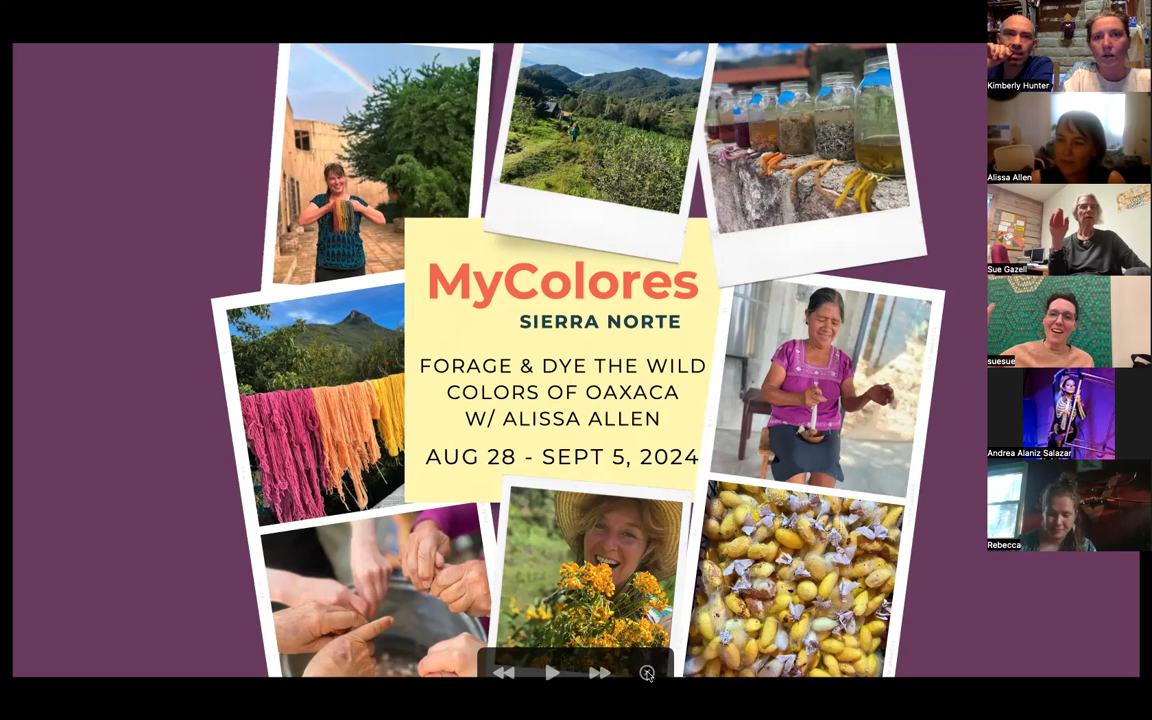 MyColores
SIERRA NORTE
FORAGE & DYE THE WILD
COLORS OF OAXACA
W/ ALISSA ALLEN
AUG 28 - SEPT 5, 2024
Kimberly Hunter
Alissa Allen
Sue Gazell
suesue
Andrea Alaniz Salazar
Rebecca